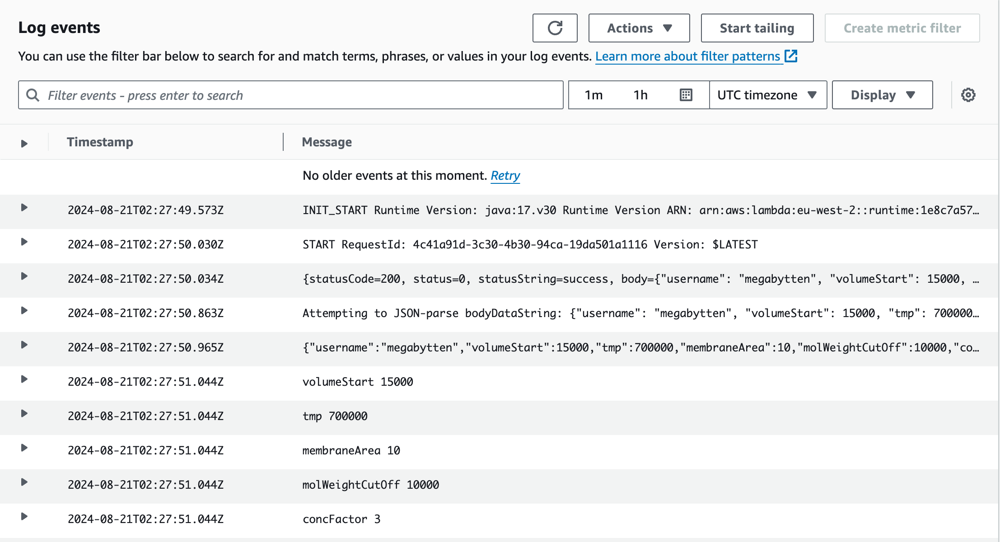 Log events
Actions
Start tailing
Create metric filter
You can use the filter bar below to search for and match terms, phrases, or values in your log events. Learn more about filter patterns
Filter events - press enter to search
1m 1h
UTC timezone
Display
Timestamp Message
No older events at this moment. Retry
2024-08-21T02:27:49.573Z INIT_START Runtime Version: java:17.v30 Runtime Version ARN: arn:aws:lambda:eu-west-2::runtime:1e8c7a57…
2024-08-21T02:27:50.030Z START RequestId: 4c41a91d-3c30-4b30-94ca-19da501a1116 Version: $LATEST
2024-08-21T02:27:50.034Z {statusCode=200, status=0, statusString=success, body={"username": "megabytten", "volumeStart": 15000, …
2024-08-21T02:27:50.863Z Attempting to JSON-parse bodyDataString: {"username": "megabytten", "volumeStart": 15000, "tmp": 700000…
2024-08-21T02:27:50.965Z {"username":"megabytten","volumeStart":15000,"tmp":700000,"membraneArea":10,"molWeightCutOff":10000,"co…
2024-08-21T02:27:51.044Z volumeStart 15000
2024-08-21T02:27:51.044Z tmp 700000
2024-08-21T02:27:51.044Z membraneArea 10
2024-08-21T02:27:51.044Z molWeightCutOff 10000
2024-08-21T02:27:51.044Z concFactor 3